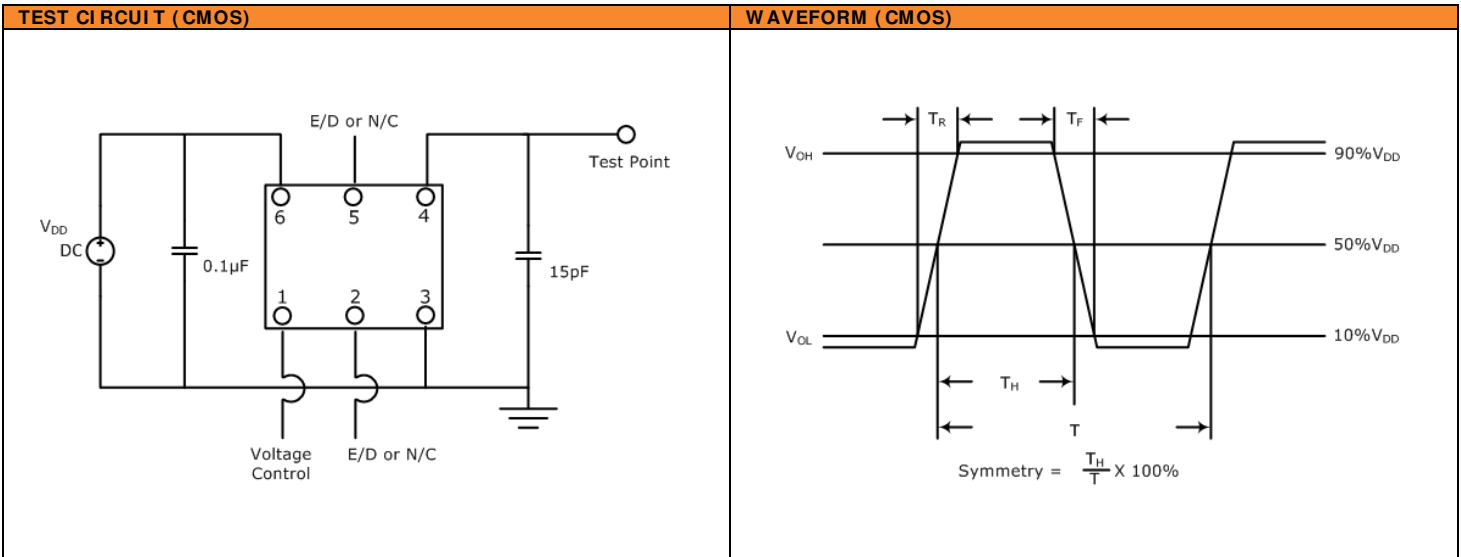 TEST CIRCUIT (CMOS)
WAVEFORM (CMOS)
E/D or N/C
Test Point
6
5
4
VDD
DC
0.1µF
15pF
1
2
3
Voltage
Control
E/D or N/C
TR
TF
VOH
90%VDD
50%VDD
VOL
10%VDD
TH
T
Symmetry = TH/T X 100%